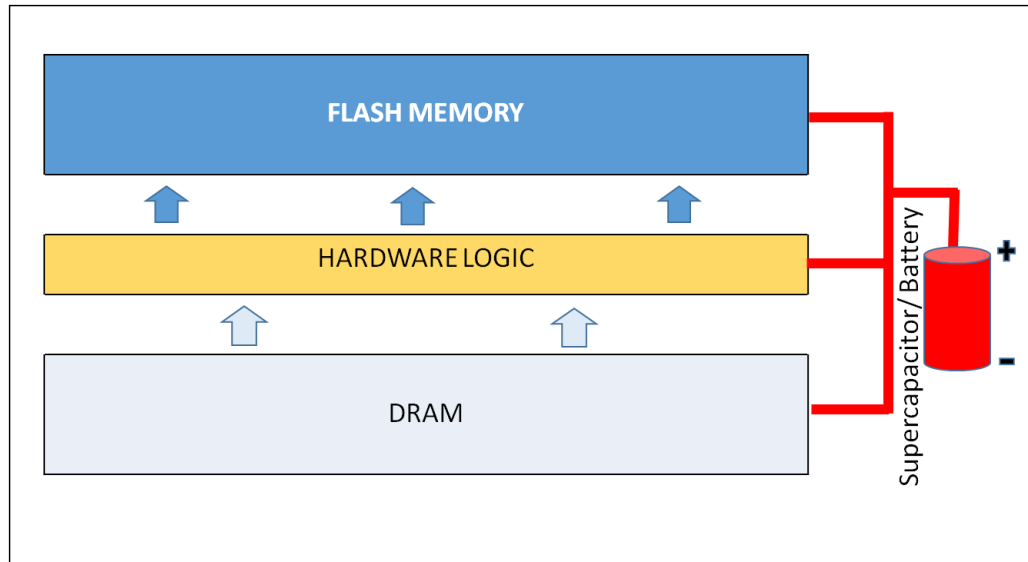 FLASH MEMORY
HARDWARE LOGIC
DRAM
Supercapacitor/ Battery
+
-